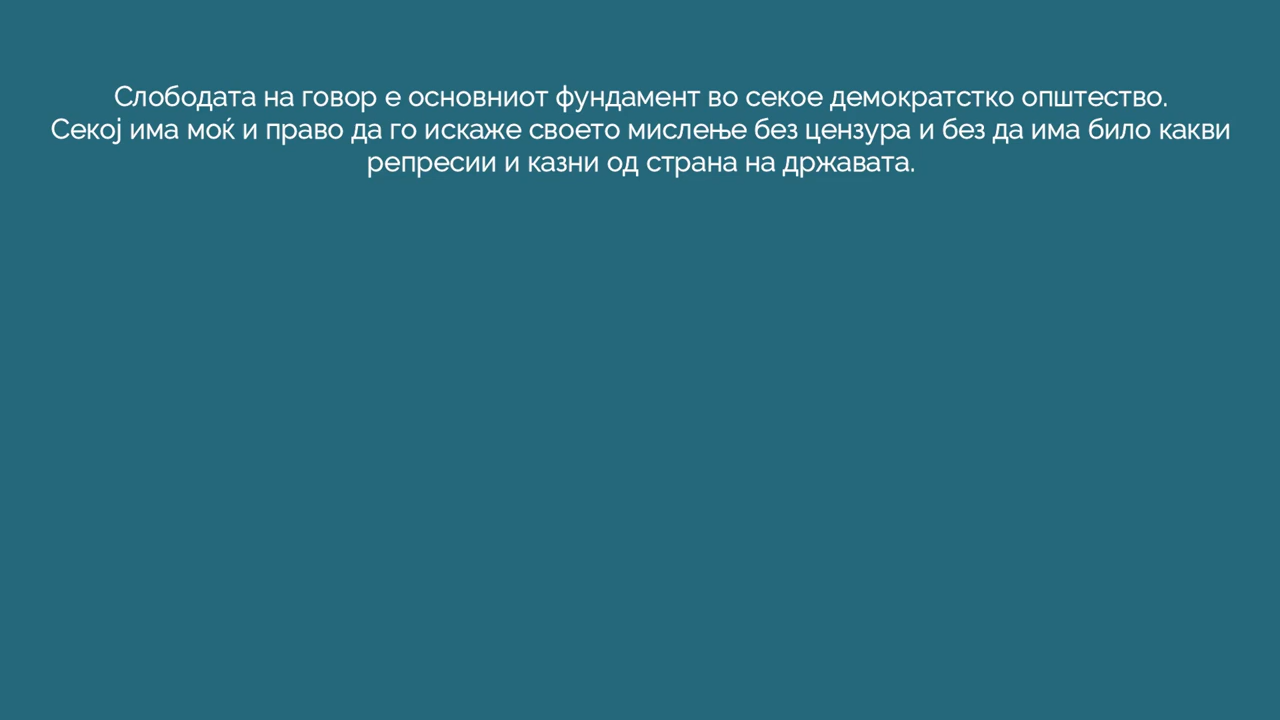 Слободата на говор е основниот фундамент во секое демократстко општество.
Секој има моќ и право да го искаже своето мислење без цензура и без да има било какви
репресии и казни од страна на државата.